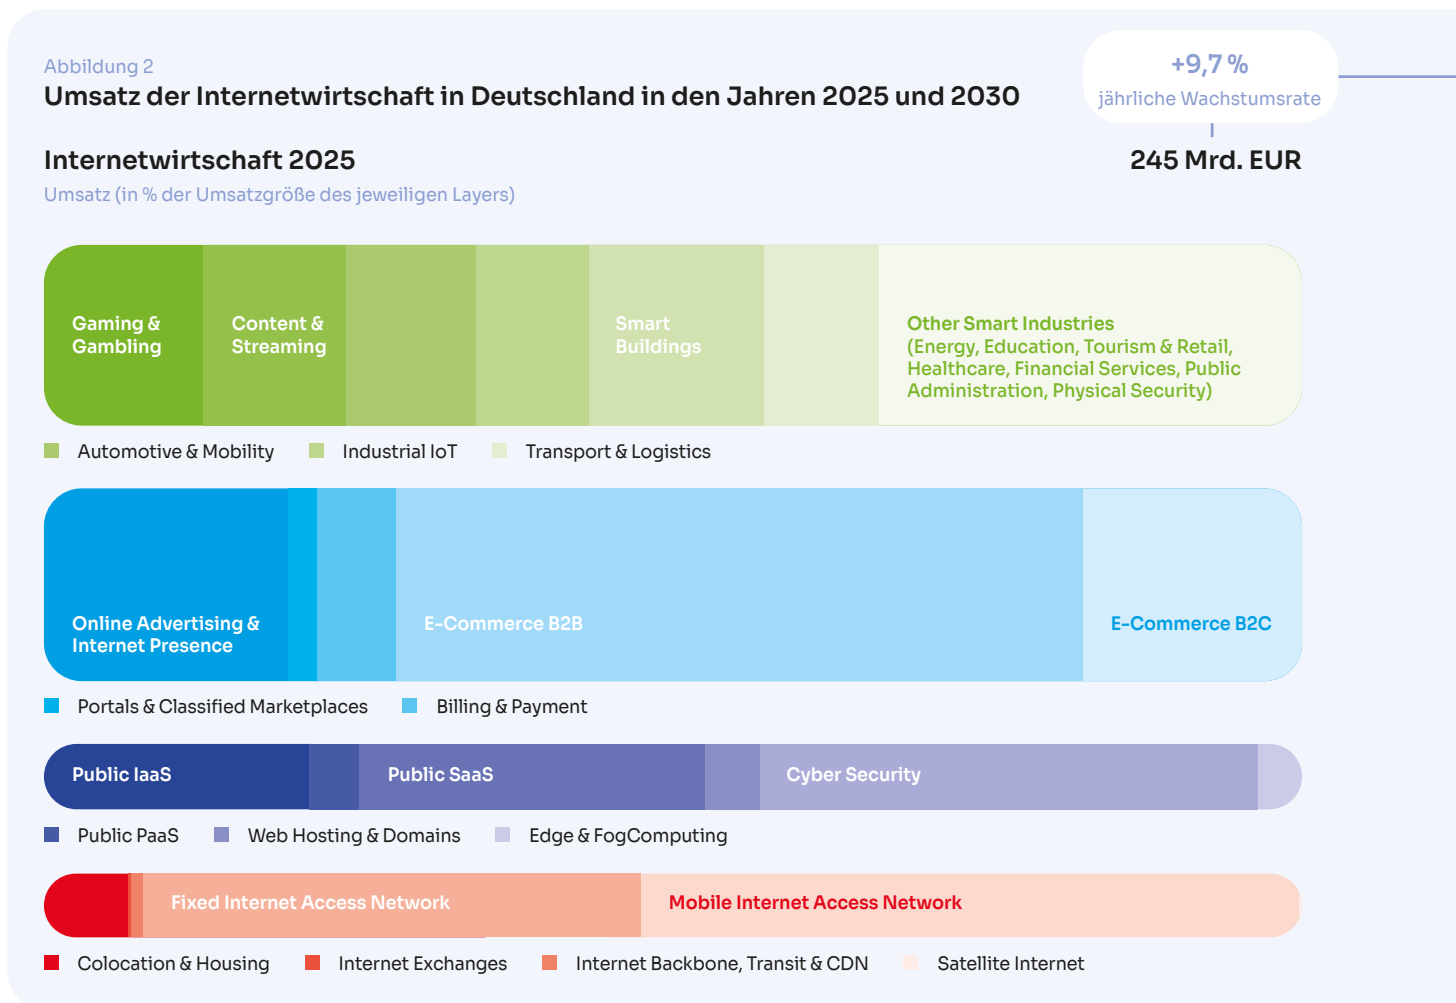 Abbildung 2
Umsatz der Internetwirtschaft in Deutschland in den Jahren 2025 und 2030
+9,7 %
jährliche Wachstumsrate
Internetwirtschaft 2025
245 Mrd. EUR
Umsatz (in % der Umsatzgröße des jeweiligen Layers)
Gaming &
Gambling
Content &
Streaming
Smart
Buildings
Other Smart Industries
(Energy, Education, Tourism & Retail,
Healthcare, Financial Services, Public
Administration, Physical Security)
Automotive & Mobility
Industrial IoT
Transport & Logistics
Online Advertising &
Internet Presence
E-Commerce B2B
E-Commerce B2C
Portals & Classified Marketplaces
Billing & Payment
Public IaaS
Public SaaS
Cyber Security
Public PaaS
Web Hosting & Domains
Edge & FogComputing
Fixed Internet Access Network
Mobile Internet Access Network
Colocation & Housing
Internet Exchanges
Internet Backbone, Transit & CDN
Satellite Internet